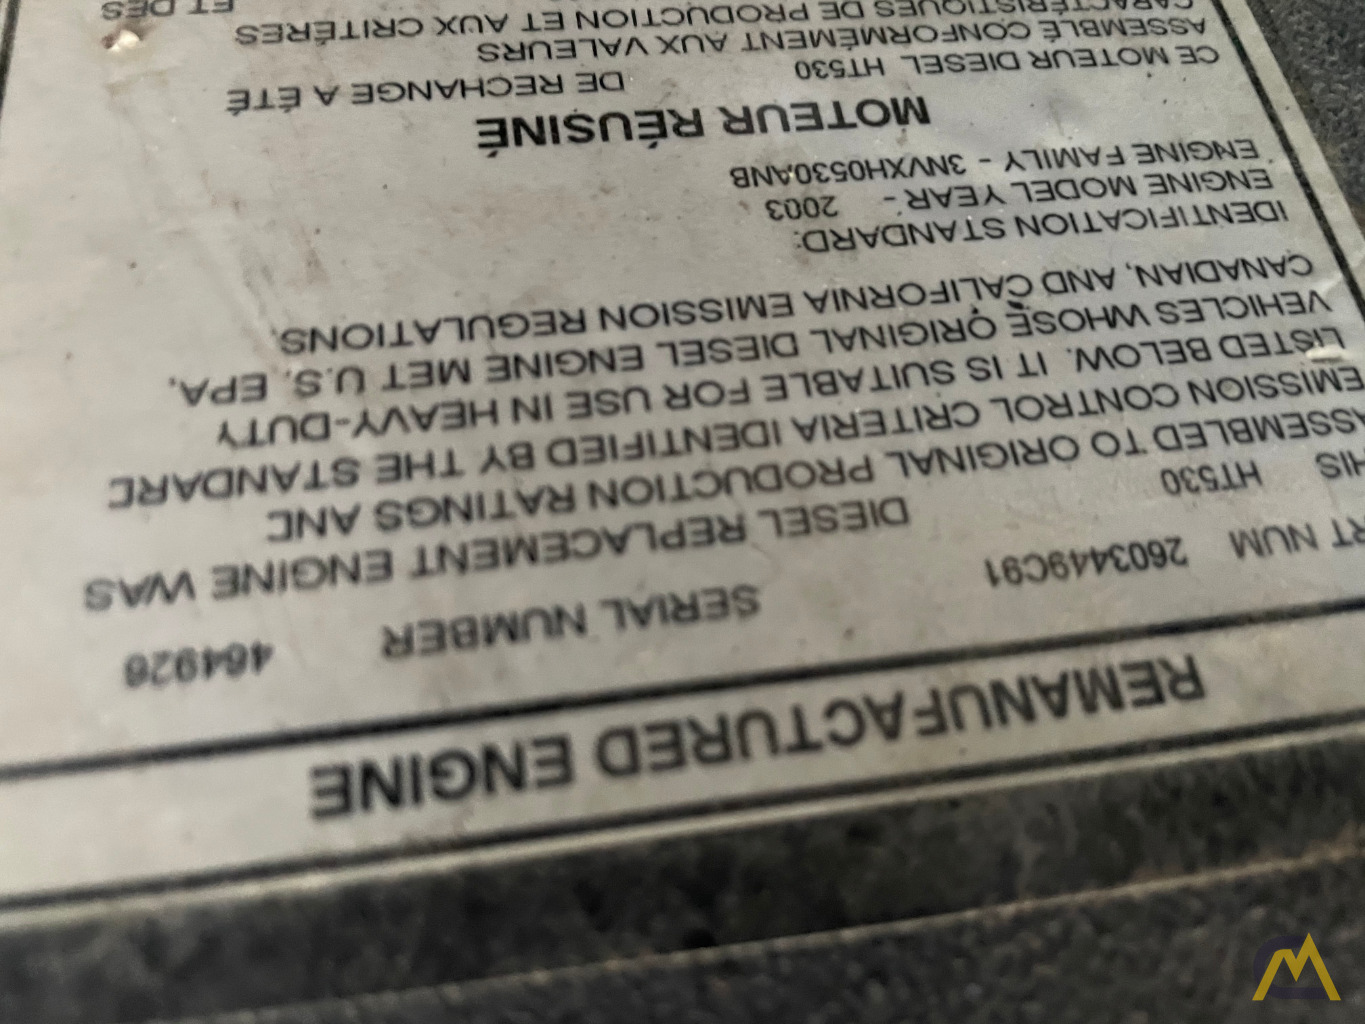 REMANUFACTURED ENGINE
RT NUM 2603449C91 SERIAL NUMBER 464926
HIS HT530 DIESEL REPLACEMENT ENGINE WAS
ASSEMBLED TO ORIGINAL PRODUCTION RATINGS AND
EMISSION CONTROL CRITERIA IDENTIFIED BY THE STANDARD
LISTED BELOW. IT IS SUITABLE FOR USE IN HEAVY-DUTY
VEHICLES WHOSE ORIGINAL DIESEL ENGINE MET U.S. EPA,
CANADIAN, AND CALIFORNIA EMISSION REGULATIONS.
IDENTIFICATION STANDARD:
ENGINE MODEL YEAR - 2003
ENGINE FAMILY - 3NVXH0530ANB
MOTEUR RÉUSINÉ
CE MOTEUR DIESEL HT530 DE RECHANGE A ÉTÉ
ASSEMBLÉ CONFORMÉMENT AUX VALEURS ET DES
CARACTÉRISTIQUES DE PRODUCTION ET AUX CRITÈRES
M